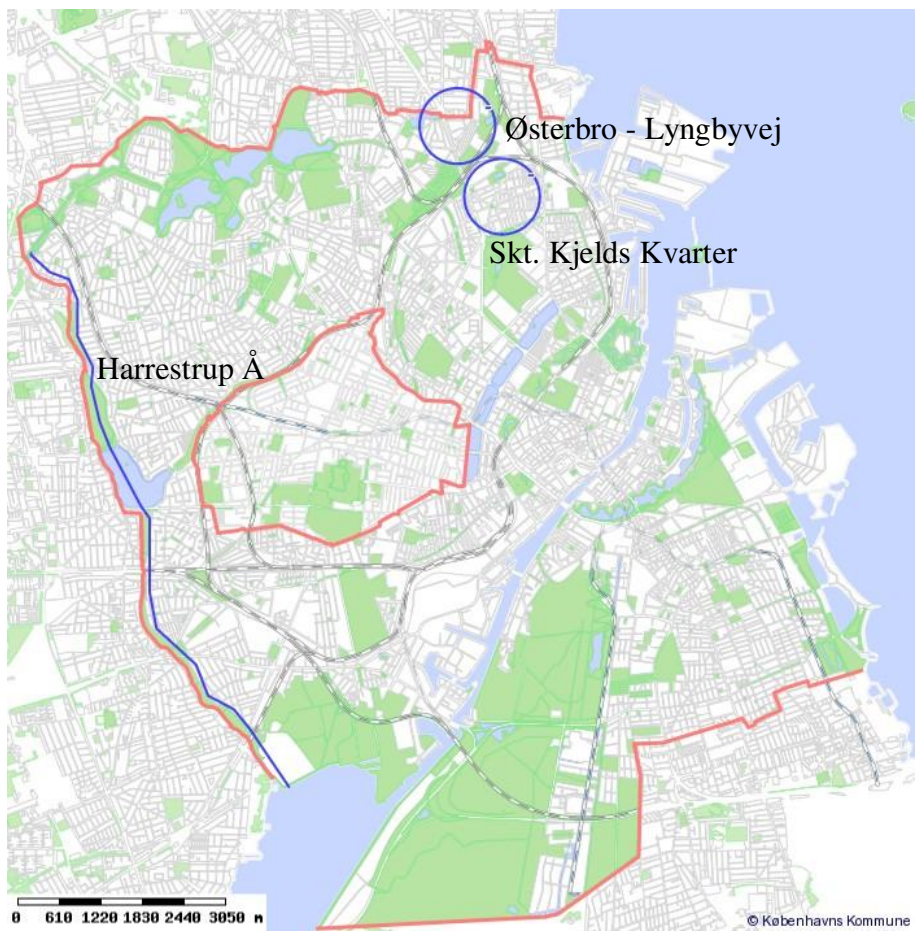 Østerbro - Lyngbyvej
Skt. Kjelds Kvarter
Harrestrup Å
0 610 1220 1830 2440 3050 m
© Københavns Kommune